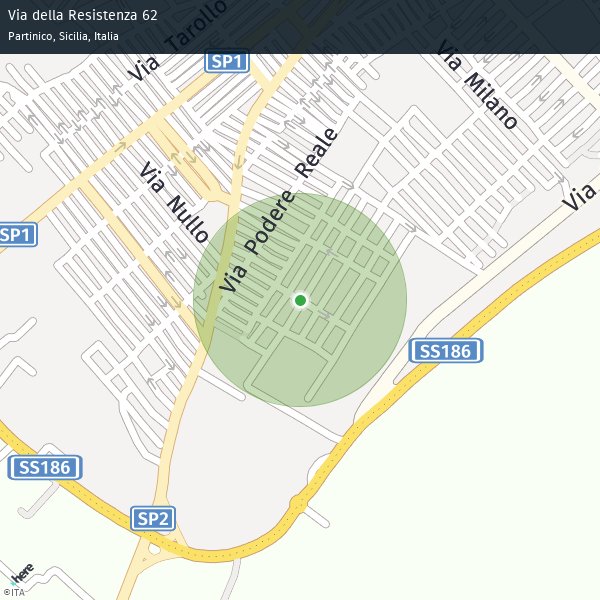 Via della Resistenza 62
Partinico, Sicilia, Italia
Via Tarollo
SP1
Via Milano
Via Podere Reale
Via Nullo
Via
SP1
SS186
SS186
SP2
here
©ITA